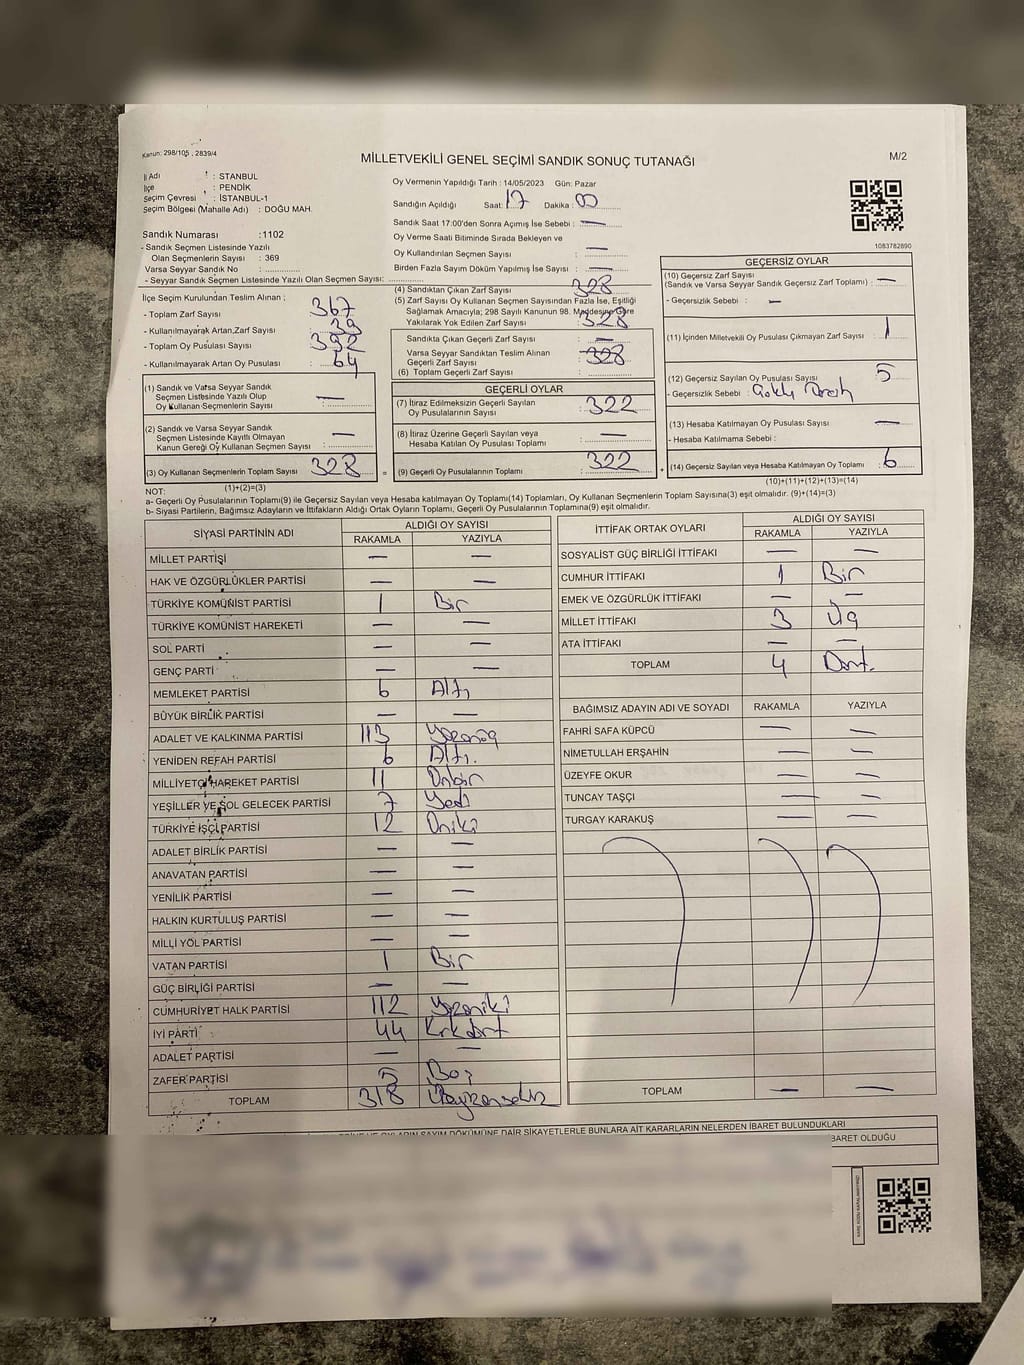 Kanun: 298/105 , 2839/4
MİLLETVEKİLİ GENEL SEÇİMİ SANDIK SONUÇ TUTANAĞI
M/2
İl Adı : STANBUL
İlçe : PENDİK
Seçim Çevresi : İSTANBUL-1
Seçim Bölgesi (Mahalle Adı) : DOĞU MAH.
Oy Vermenin Yapıldığı Tarih : 14/05/2023 Gün: Pazar
Sandığın Açıldığı Saat: 17 Dakika : 00
Sandık Saat 17:00'den Sonra Açımış İse Sebebi : —
Oy Verme Saati Bitiminde Sırada Bekleyen ve
Oy Kullandırılan Seçmen Sayısı : —
Birden Fazla Sayım Döküm Yapılmış İse Sayısı : —
1083782890
Sandık Numarası :1102
- Sandık Seçmen Listesinde Yazılı
Olan Seçmenlerin Sayısı : 369
Varsa Seyyar Sandık No :
- Seyyar Sandık Seçmen Listesinde Yazılı Olan Seçmen Sayısı:
İlçe Seçim Kurulundan Teslim Alınan ;
- Toplam Zarf Sayısı 367
- Kullanılmayarak Artan Zarf Sayısı : 39
- Toplam Oy Pusulası Sayısı : 392
- Kullanılmayarak Artan Oy Pusulası : 64
(4) Sandıktan Çıkan Zarf Sayısı : 328
(5) Zarf Sayısı Oy Kullanan Seçmen Sayısından Fazla İse, Eşitliği
Sağlamak Amacıyla; 298 Sayılı Kanunun 98. Maddesine Göre
Yakılarak Yok Edilen Zarf Sayısı : 328
Sandıkta Çıkan Geçerli Zarf Sayısı : —
Varsa Seyyar Sandıktan Teslim Alınan
Geçerli Zarf Sayısı : 328
(6) Toplam Geçerli Zarf Sayısı :
GEÇERSİZ OYLAR
(10) Geçersiz Zarf Sayısı
(Sandık ve Varsa Seyyar Sandık Geçersiz Zarf Toplamı) : —
- Geçersizlik Sebebi : —
(11) İçinden Milletvekili Oy Pusulası Çıkmayan Zarf Sayısı : 1
(12) Geçersiz Sayılan Oy Pusulası Sayısı : 5
- Geçersizlik Sebebi :
(13) Hesaba Katılmayan Oy Pusulası Sayısı : —
- Hesaba Katılmama Sebebi :
(14) Geçersiz Sayılan veya Hesaba Katılmayan Oy Toplamı : 6
(10)+(11)+(12)+(13)=(14)
(1) Sandık ve Varsa Seyyar Sandık
Seçmen Listesinde Yazılı Olup
Oy Kullanan Seçmenlerin Sayısı : —
(2) Sandık ve Varsa Seyyar Sandık
Seçmen Listesinde Kayıtlı Olmayan
Kanun Gereği Oy Kullanan Seçmen Sayısı : —
(3) Oy Kullanan Seçmenlerin Toplam Sayısı 328
(1)+(2)=(3)
=
GEÇERLİ OYLAR
(7) İtiraz Edilmeksizin Geçerli Sayılan
Oy Pusulalarının Sayısı : 322
(8) İtiraz Üzerine Geçerli Sayılan veya
Hesaba Katılan Oy Pusulası Toplamı : —
(9) Geçerli Oy Pusulalarının Toplamı : 322
+
NOT:
a- Geçerli Oy Pusulalarının Toplamı(9) ile Geçersiz Sayılan veya Hesaba katılmayan Oy Toplamı(14) Toplamları, Oy Kullanan Seçmenlerin Toplam Sayısına(3) eşit olmalıdır. (9)+(14)=(3)
b- Siyasi Partilerin, Bağımsız Adayların ve İttifakların Aldığı Ortak Oyların Toplamı, Geçerli Oy Pusulalarının Toplamına(9) eşit olmalıdır.
SİYASİ PARTİNİN ADI ALDIĞI OY SAYISI
RAKAMLA YAZIYLA
MİLLET PARTİSİ — —
HAK VE ÖZGÜRLÜKLER PARTİSİ — —
TÜRKİYE KOMÜNİST PARTİSİ 1 Bir
TÜRKİYE KOMÜNİST HAREKETİ — —
SOL PARTİ — —
GENÇ PARTİ — —
MEMLEKET PARTİSİ 6 Altı
BÜYÜK BİRLİK PARTİSİ — —
ADALET VE KALKINMA PARTİSİ 113 Yüzonüç
YENİDEN REFAH PARTİSİ 6 Altı.
MİLLİYETÇİ HAREKET PARTİSİ 11 Onbir
YEŞİLLER VE SOL GELECEK PARTİSİ 7 Yedi
TÜRKİYE İŞÇİ PARTİSİ 12 Oniki
ADALET BİRLİK PARTİSİ — —
ANAVATAN PARTİSİ — —
YENİLİK PARTİSİ — —
HALKIN KURTULUŞ PARTİSİ — —
MİLLİ YOL PARTİSİ — —
VATAN PARTİSİ 1 Bir
GÜÇ BİRLİĞİ PARTİSİ — —
CUMHURİYET HALK PARTİSİ 112 Yüzoniki
İYİ PARTİ 44 Kırkdört
ADALET PARTİSİ — —
ZAFER PARTİSİ 5 Beş
TOPLAM 318 Üçyüzonsekiz
İTTİFAK ORTAK OYLARI ALDIĞI OY SAYISI
RAKAMLA YAZIYLA
SOSYALİST GÜÇ BİRLİĞİ İTTİFAKI — —
CUMHUR İTTİFAKI 1 Bir
EMEK VE ÖZGÜRLÜK İTTİFAKI — —
MİLLET İTTİFAKI 3 Üç
ATA İTTİFAKI — —
TOPLAM 4 Dört.
BAĞIMSIZ ADAYIN ADI VE SOYADI RAKAMLA YAZIYLA
FAHRİ SAFA KÜPCÜ — —
NİMETULLAH ERŞAHİN — —
ÜZEYFE OKUR — —
TUNCAY TAŞÇI — —
TURGAY KARAKUŞ — —
TOPLAM — —
OYLARIN SAYIM DÖKÜMÜNE DAİR ŞİKAYETLERLE BUNLARA AİT KARARLARIN NELERDEN İBARET BULUNDUKLARI
İBARET OLDUĞU